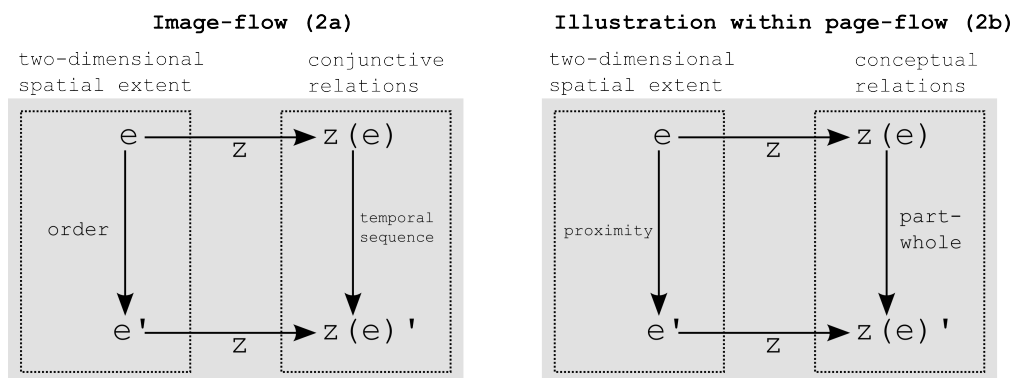 Image-flow (2a)
two-dimensional
spatial extent
conjunctive
relations
e
z
z(e)
order
temporal
sequence
e'
z
z(e)'
Illustration within page-flow (2b)
two-dimensional
spatial extent
conceptual
relations
e
z
z(e)
proximity
part-
whole
e'
z
z(e)'